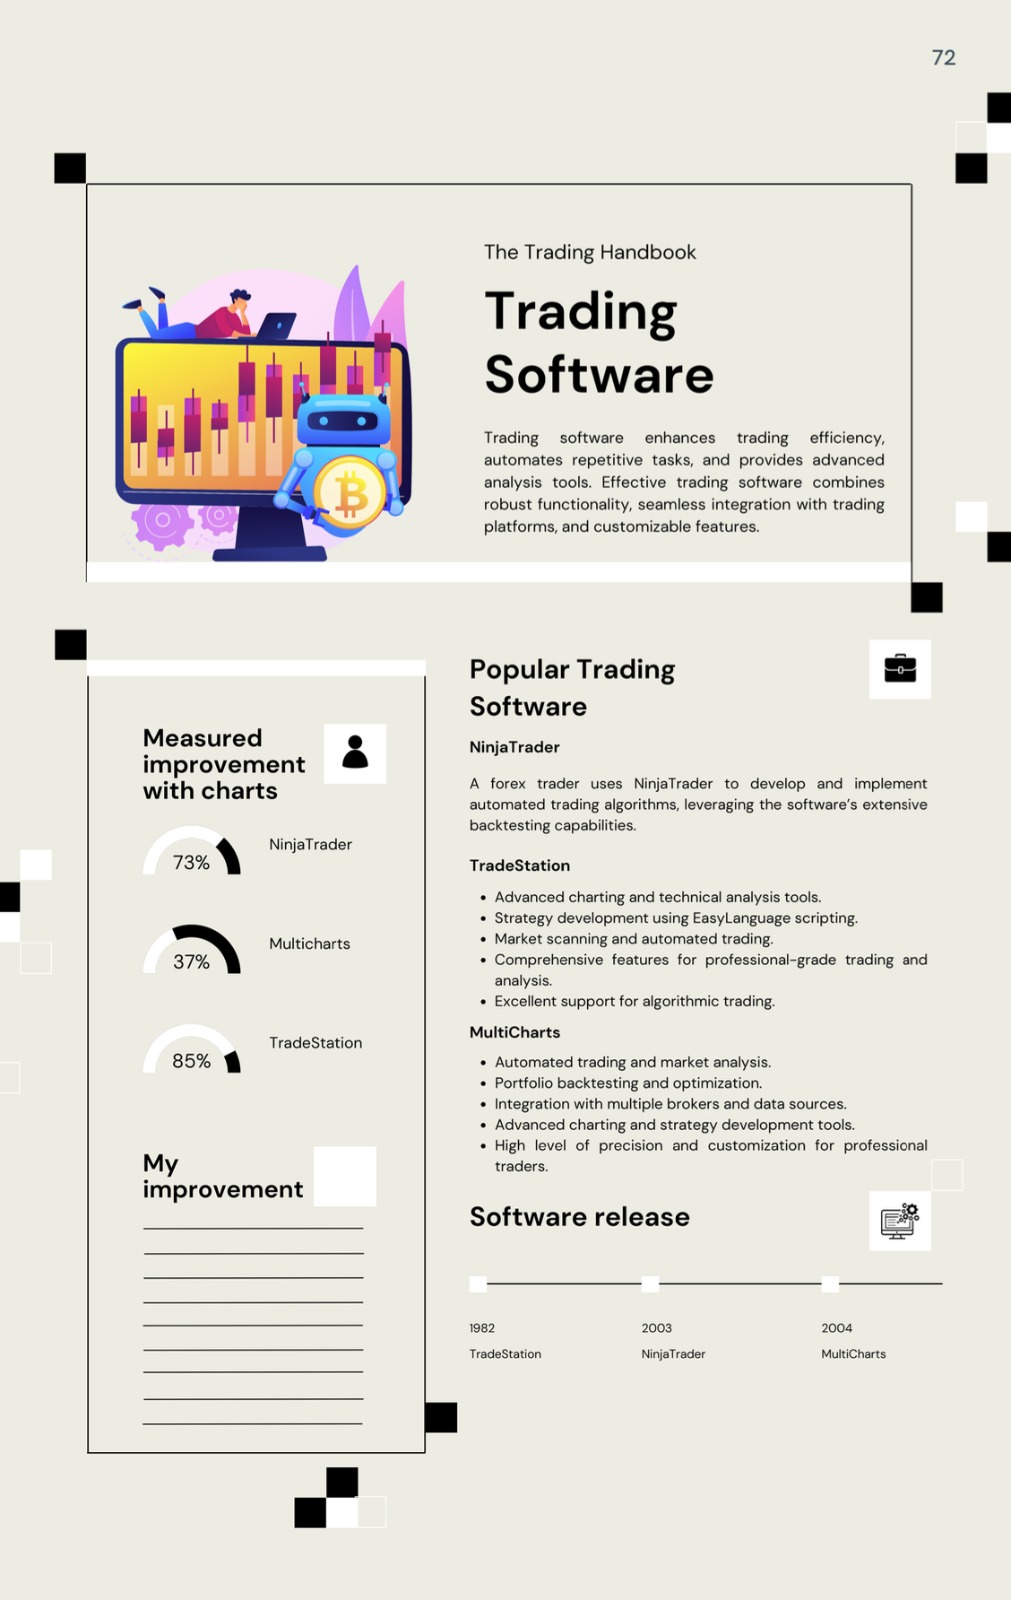 72
The Trading Handbook
Trading
Software
Trading software enhances trading efficiency,
automates repetitive tasks, and provides advanced
analysis tools. Effective trading software combines
robust functionality, seamless integration with trading
platforms, and customizable features.
Measured
improvement
with charts
73%
NinjaTrader
37%
Multicharts
85%
TradeStation
My
improvement
Popular Trading
Software
NinjaTrader
A forex trader uses NinjaTrader to develop and implement
automated trading algorithms, leveraging the software's extensive
backtesting capabilities.
TradeStation
• Advanced charting and technical analysis tools.
• Strategy development using EasyLanguage scripting.
• Market scanning and automated trading.
• Comprehensive features for professional-grade trading and
analysis.
• Excellent support for algorithmic trading.
MultiCharts
• Automated trading and market analysis.
• Portfolio backtesting and optimization.
• Integration with multiple brokers and data sources.
• Advanced charting and strategy development tools.
• High level of precision and customization for professional
traders.
Software release
1982
TradeStation
2003
NinjaTrader
2004
MultiCharts